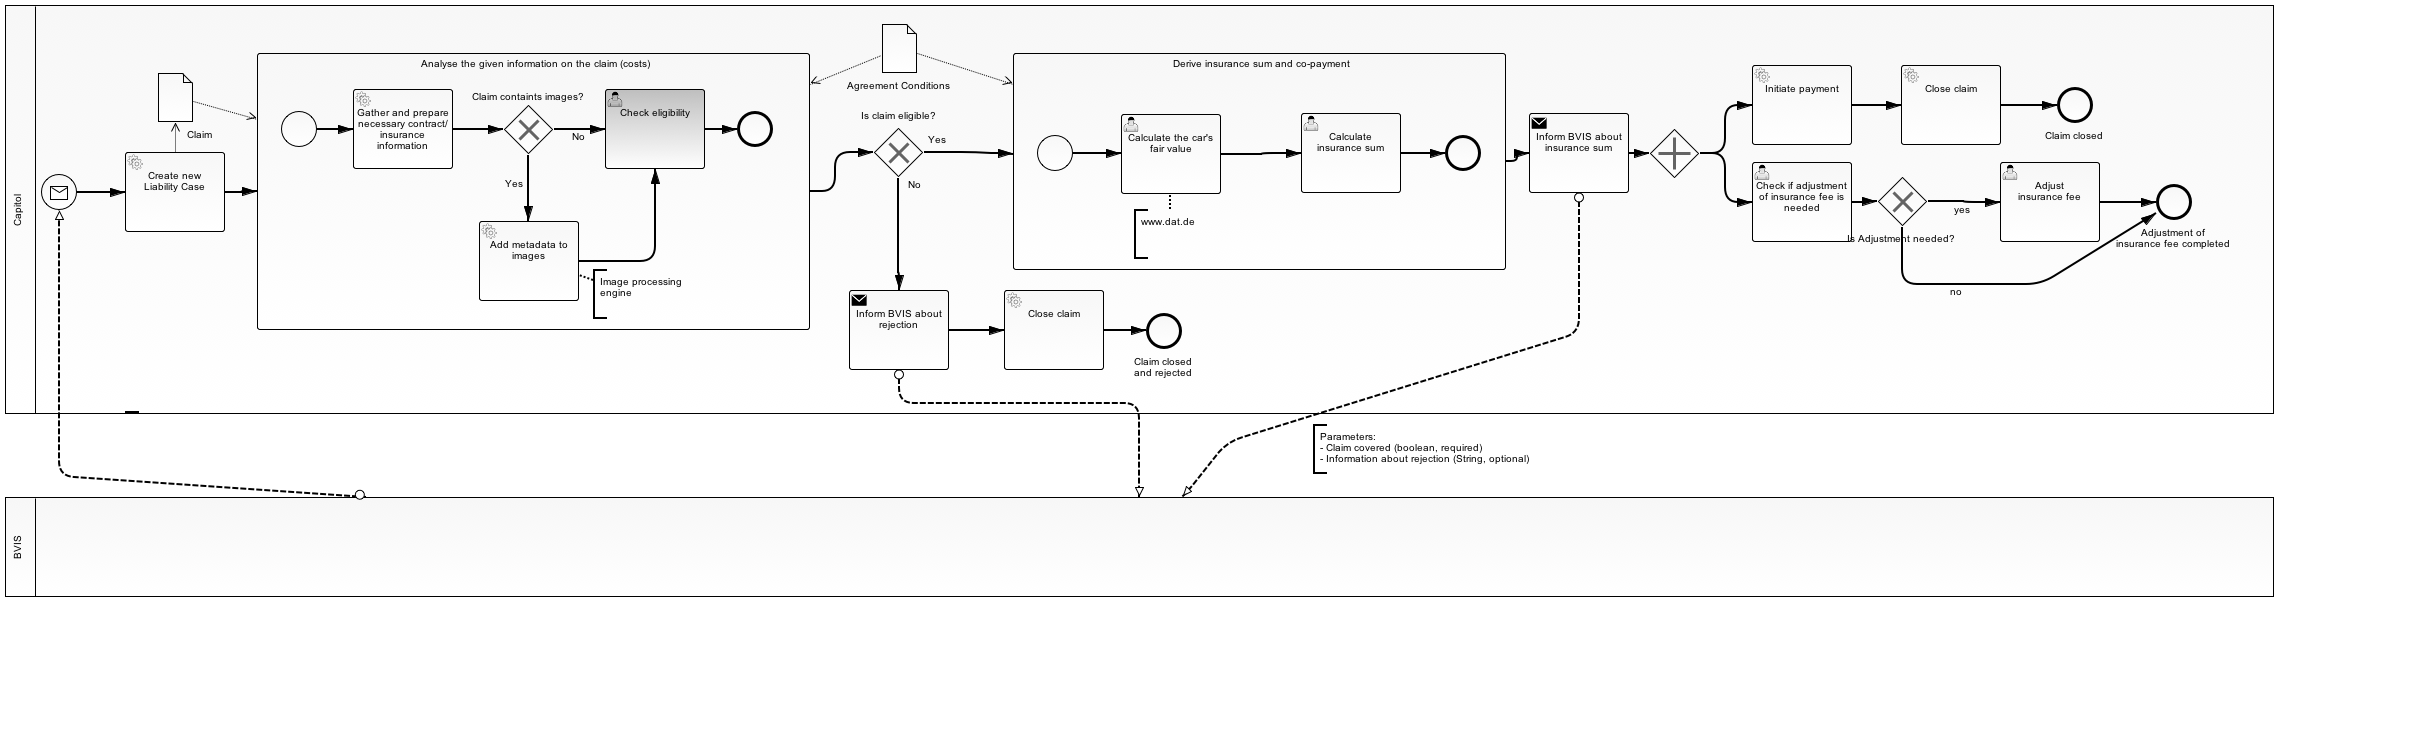 Capitol
Claim
Create new
Liability Case
Analyse the given information on the claim (costs)
Gather and prepare
necessary contract/
insurance
information
Claim containts images?
No
Yes
Check eligibility
Add metadata to
images
Image processing
engine
Agreement Conditions
Is claim eligible?
Yes
No
Inform BVIS about
rejection
Close claim
Claim closed
and rejected
Derive insurance sum and co-payment
Calculate the car's
fair value
www.dat.de
Calculate
insurance sum
Inform BVIS about
insurance sum
Initiate payment
Close claim
Claim closed
Check if adjustment
of insurance fee is
needed
Is Adjustment needed?
yes
no
Adjust
insurance fee
Adjustment of
insurance fee completed
Parameters:
- Claim covered (boolean, required)
- Information about rejection (String, optional)
BVIS